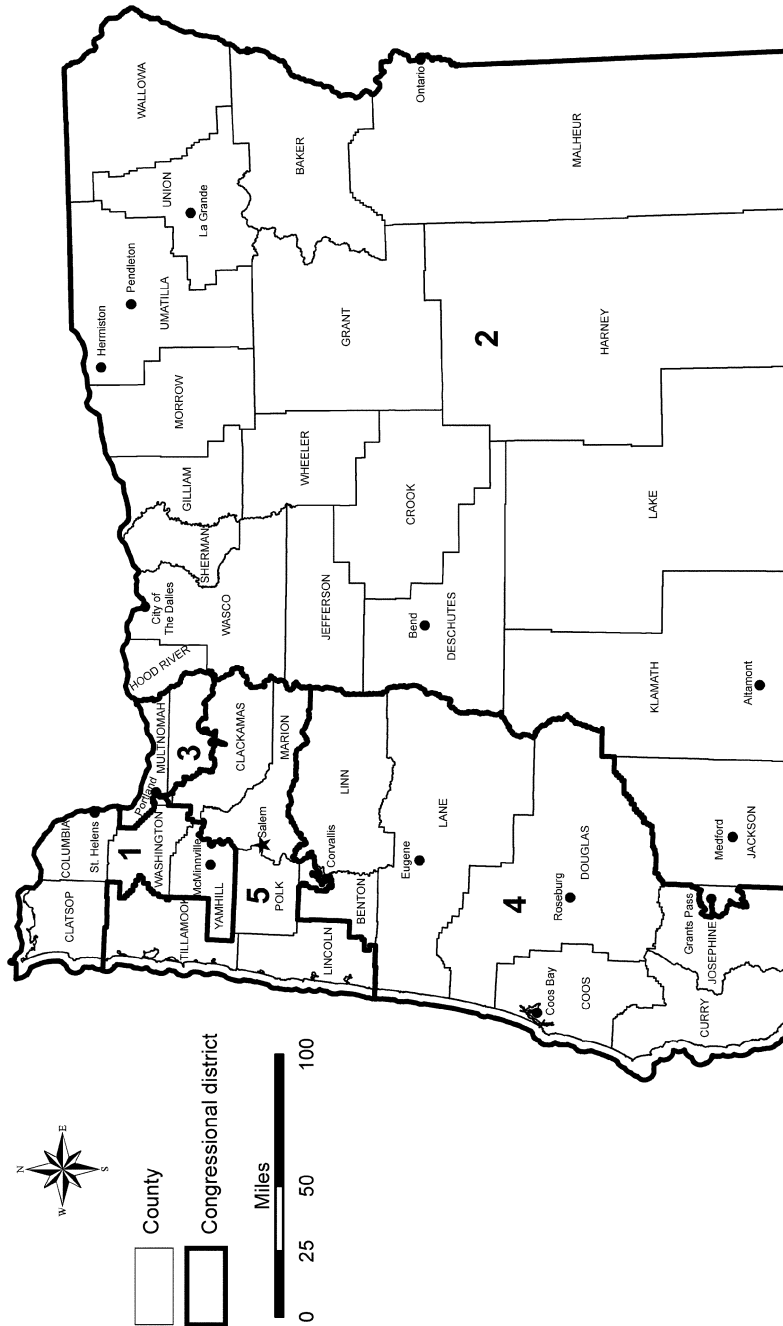 N
W
E
S
County
Congressional district
Miles
0
25
50
100
CLATSOP
COLUMBIA
St. Helens
TILLAMOOK
WASHINGTON
1
Portland
MULTNOMAH
3
HOOD RIVER
City of
The Dalles
WASCO
SHERMAN
GILLIAM
MORROW
Hermiston
Pendleton
UMATILLA
UNION
La Grande
WALLOWA
YAMHILL
McMinnville
CLACKAMAS
5
POLK
Salem
MARION
LINCOLN
BENTON
Corvallis
LINN
JEFFERSON
WHEELER
GRANT
BAKER
LANE
Eugene
Bend
DESCHUTES
CROOK
2
HARNEY
Ontario
MALHEUR
4
DOUGLAS
Roseburg
Coos Bay
COOS
CURRY
JOSEPHINE
Grants Pass
Medford
JACKSON
KLAMATH
Altamont
LAKE